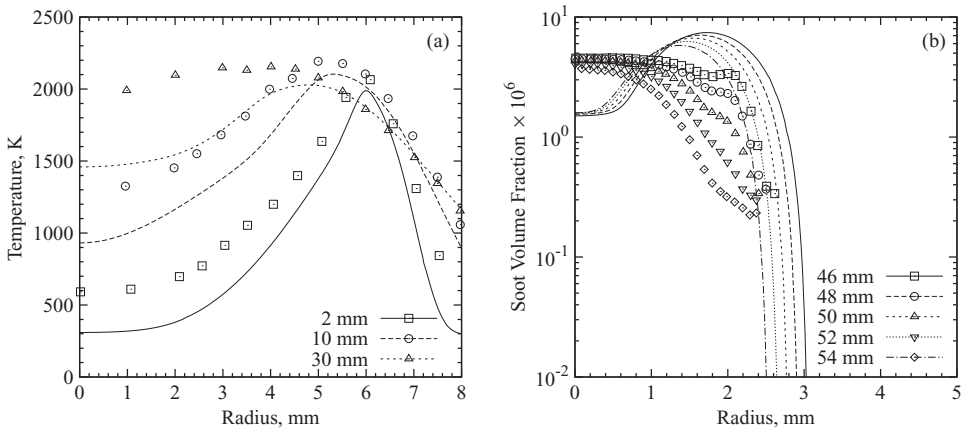 (a)
Temperature, K
2500
2000
1500
1000
500
0
0 1 2 3 4 5 6 7 8
Radius, mm
2 mm
10 mm
30 mm
(b)
Soot Volume Fraction × 10^6
10^1
10^0
10^-1
10^-2
0 1 2 3 4 5
Radius, mm
46 mm
48 mm
50 mm
52 mm
54 mm